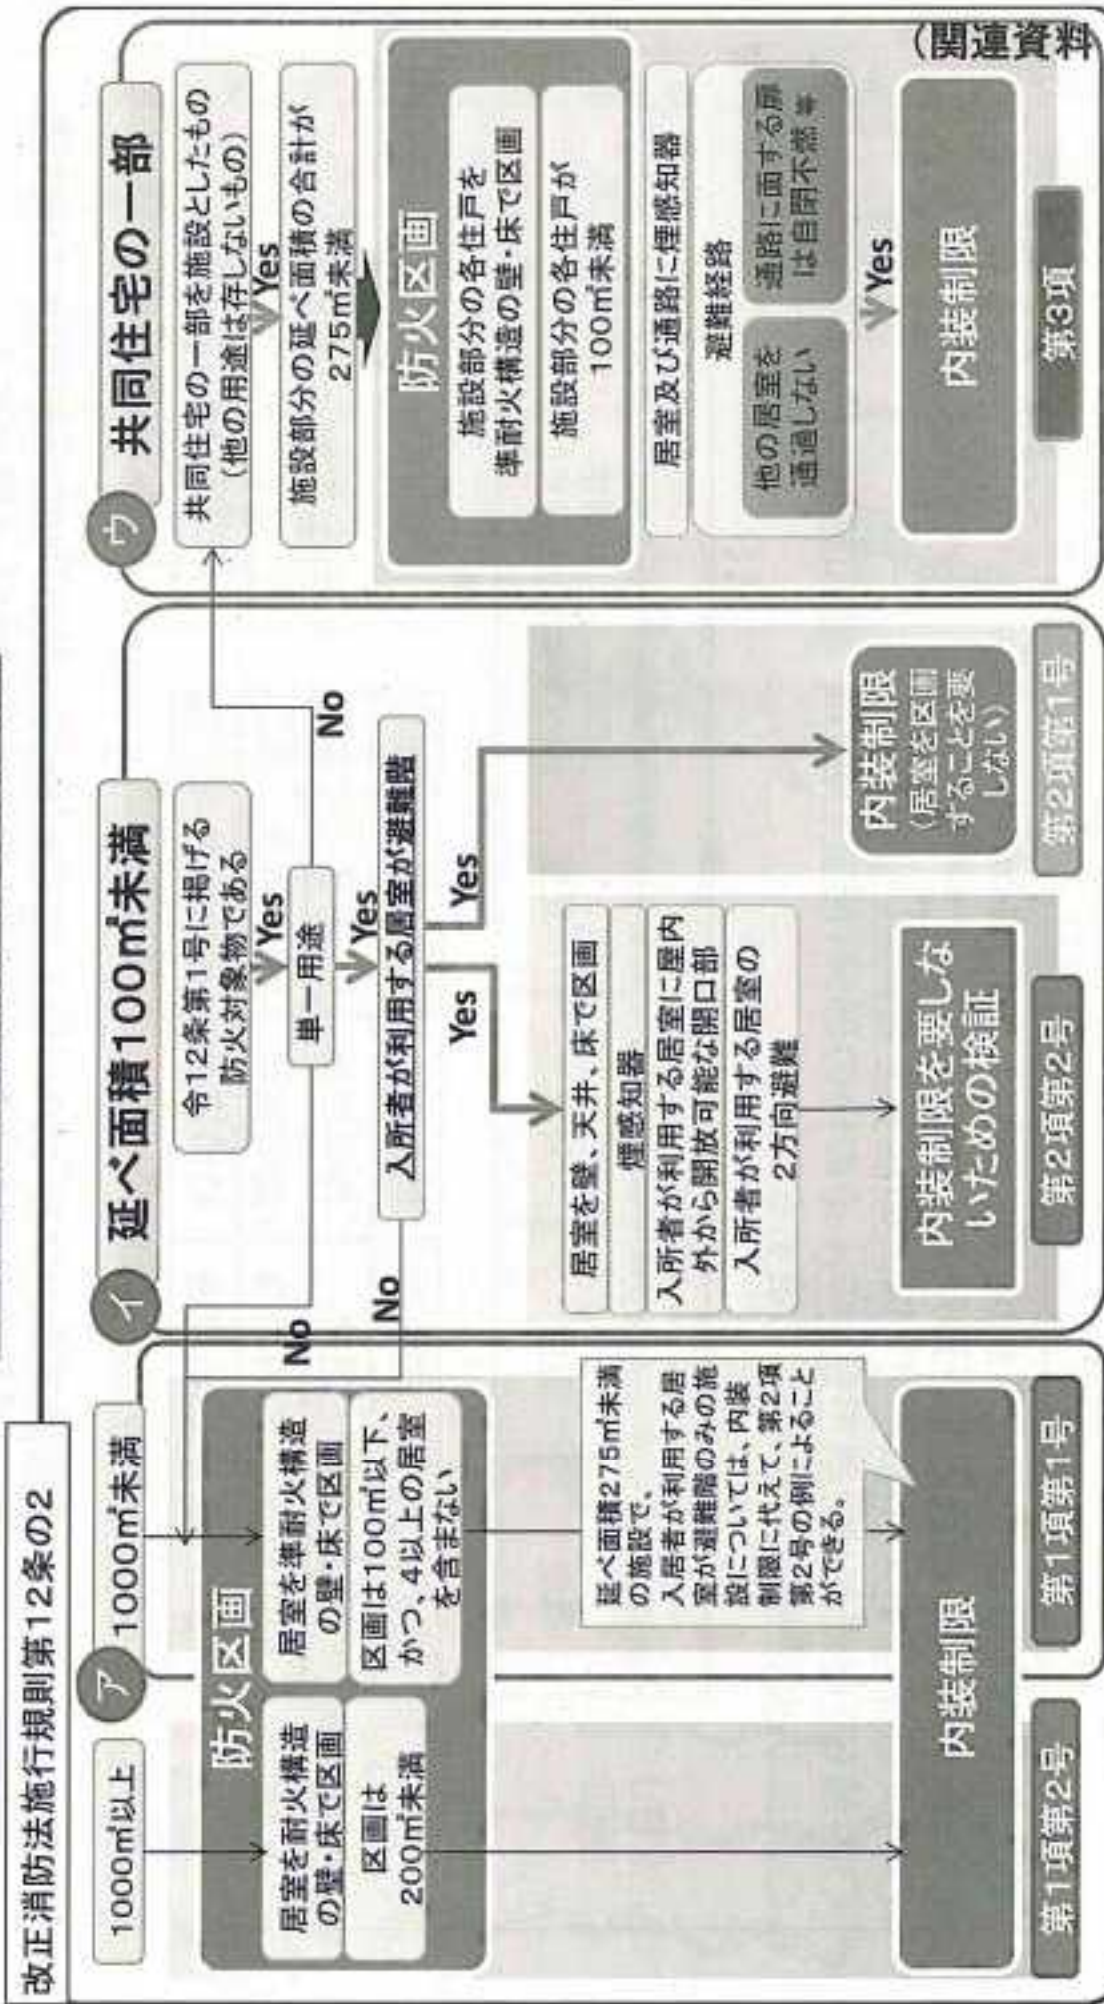 改正消防法施行規則第12条の2
(関連資料
1000㎡以上
ア
1000㎡未満
防火区画
居室を耐火構造
の壁・床で区画
区画は
200㎡未満
居室を準耐火構造
の壁・床で区画
区画は100㎡以下、
かつ、4以上の居室
を含まない
延べ面積275㎡未満
の施設で、
入居者が利用する居
室が避難階のみの施
設については、内装
制限に代えて、第2項
第2号の例によること
ができる。
内装制限
第1項第2号
第1項第1号
イ
延べ面積100㎡未満
令12条第1号に掲げる
防火対象物である
Yes
単一用途
No
No
Yes
入所者が利用する居室が避難階
No
Yes
Yes
居室を壁、天井、床で区画
煙感知器
入所者が利用する居室に屋内
外から開放可能な開口部
入所者が利用する居室の
2方向避難
内装制限を要しな
いための検証
第2項第2号
内装制限
(居室を区画
することを要
しない)
第2項第1号
ウ
共同住宅の一部
共同住宅の一部を施設としたもの
(他の用途は存しないもの)
Yes
施設部分の延べ面積の合計が
275㎡未満
防火区画
施設部分の各住戸を
準耐火構造の壁・床で区画
施設部分の各住戸が
100㎡未満
居室及び通路に煙感知器
避難経路
他の居室を
通過しない
通路に面する扉
は自閉不燃 等
Yes
内装制限
第3項